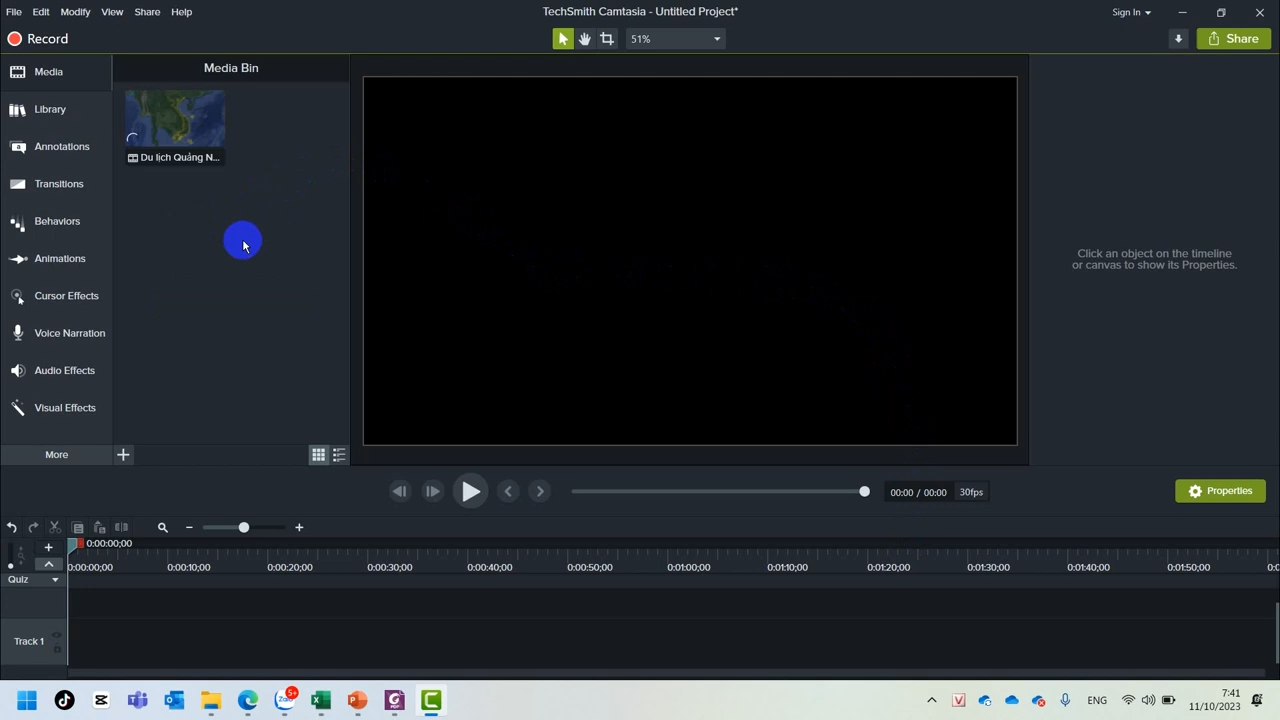 File Edit Modify View Share Help
TechSmith Camtasia - Untitled Project*
Sign In
Record
51%
Share
Media
Media Bin
Library
Du lịch Quảng N...
Annotations
Transitions
Behaviors
Animations
Click an object on the timeline
or canvas to show its Properties.
Cursor Effects
Voice Narration
Audio Effects
Visual Effects
More
00:00 / 00:00
30fps
Properties
0:00:00;00
0:00:00;00 0:00:10;00 0:00:20;00 0:00:30;00 0:00:40;00 0:00:50;00 0:01:00;00 0:01:10;00 0:01:20;00 0:01:30;00 0:01:40;00 0:01:50;00
Quiz
Track 1
Zalo
5+
ENG
7:41
11/10/2023